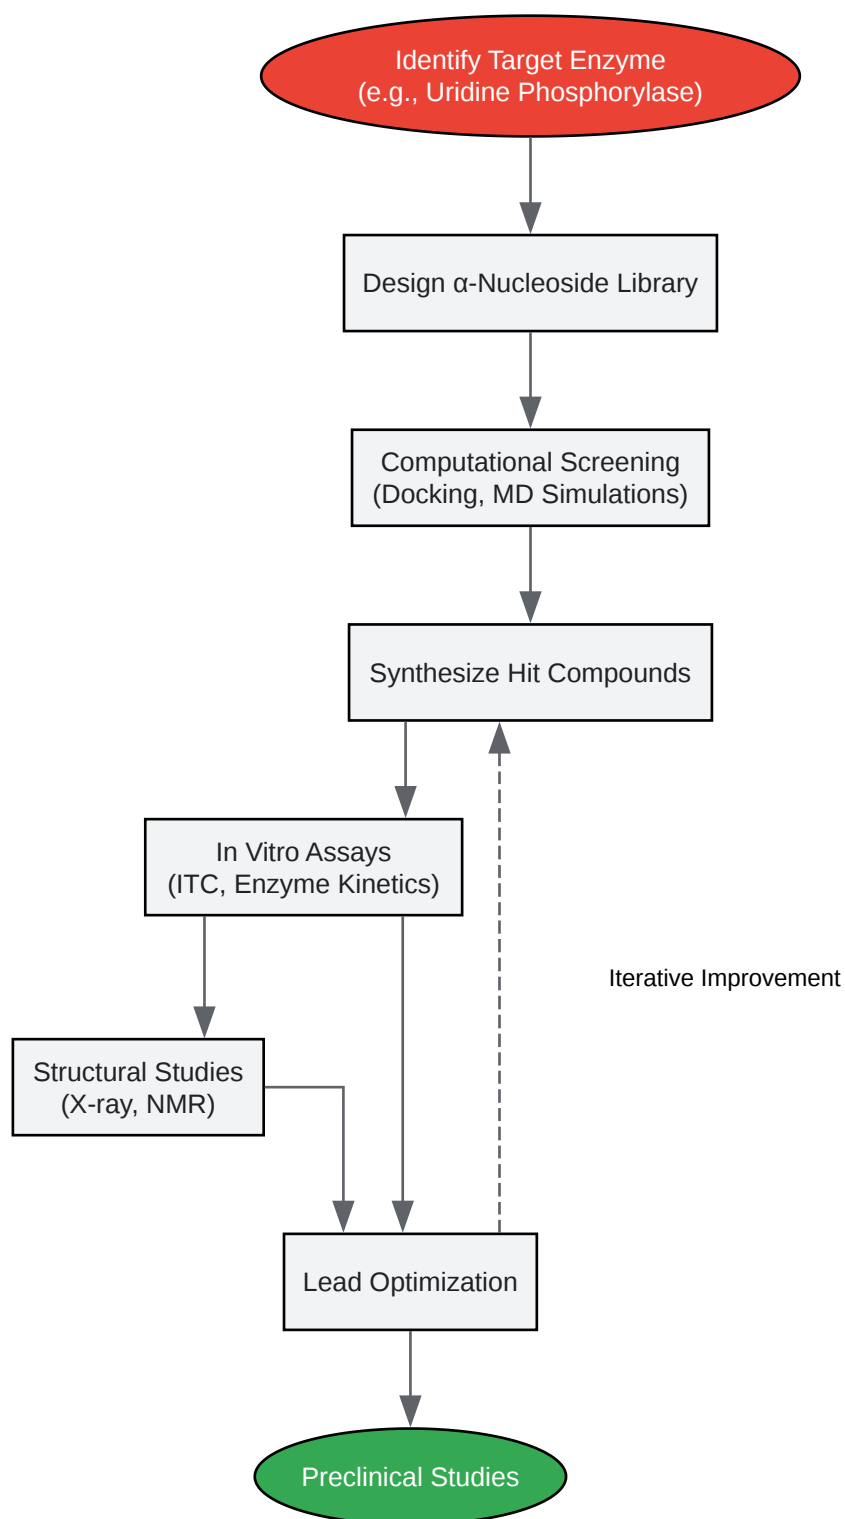 Identify Target Enzyme
(e.g., Uridine Phosphorylase)
Design α-Nucleoside Library
Computational Screening
(Docking, MD Simulations)
Synthesize Hit Compounds
In Vitro Assays
(ITC, Enzyme Kinetics)
Iterative Improvement
Structural Studies
(X-ray, NMR)
Lead Optimization
Preclinical Studies